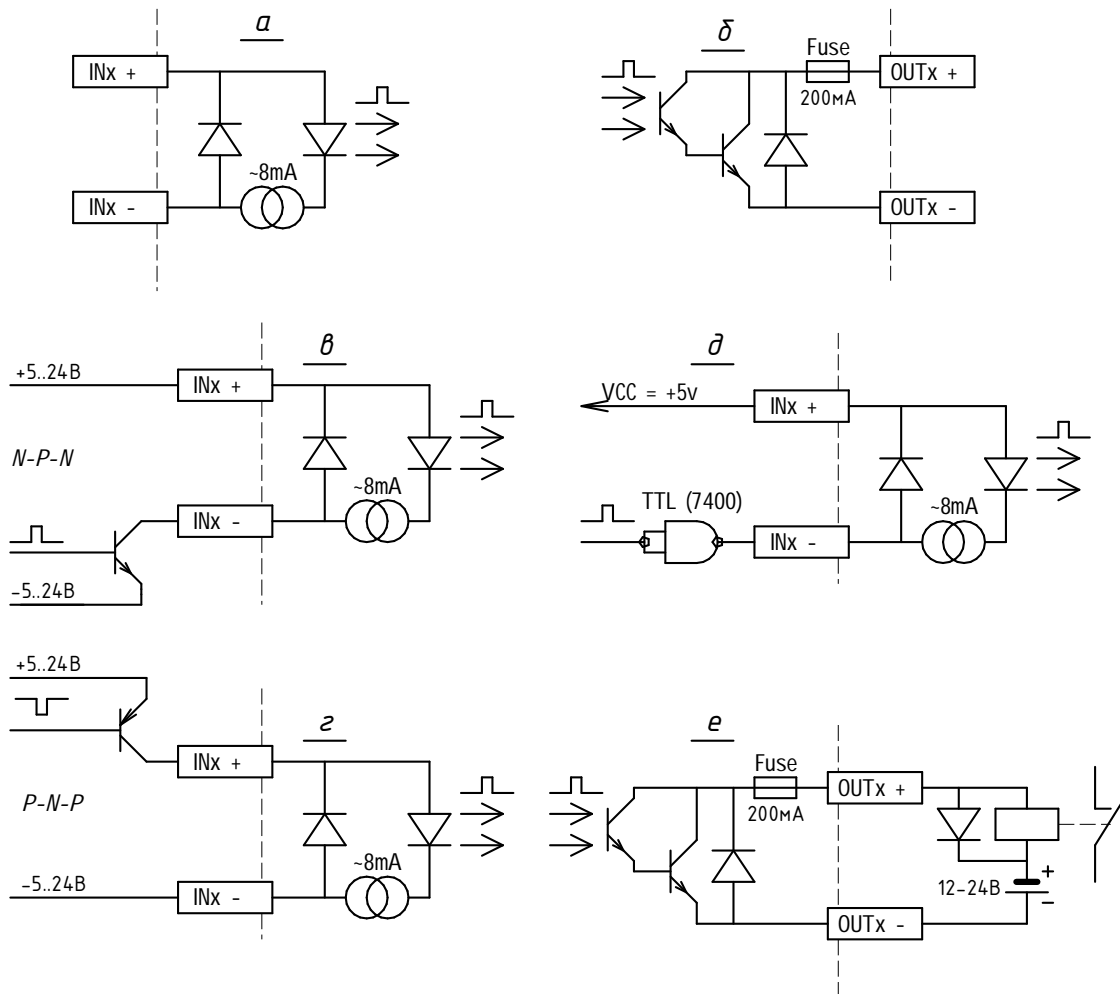 а
INx +
~8mA
INx -
б
Fuse
200мА
OUTx +
OUTx -
в
+5..24В
INx +
N-P-N
~8mA
INx -
-5..24В
д
VCC = +5v
INx +
TTL (7400)
~8mA
INx -
г
+5..24В
INx +
P-N-P
~8mA
-5..24В
INx -
е
Fuse
200мА
OUTx +
12-24В
+
-
OUTx -